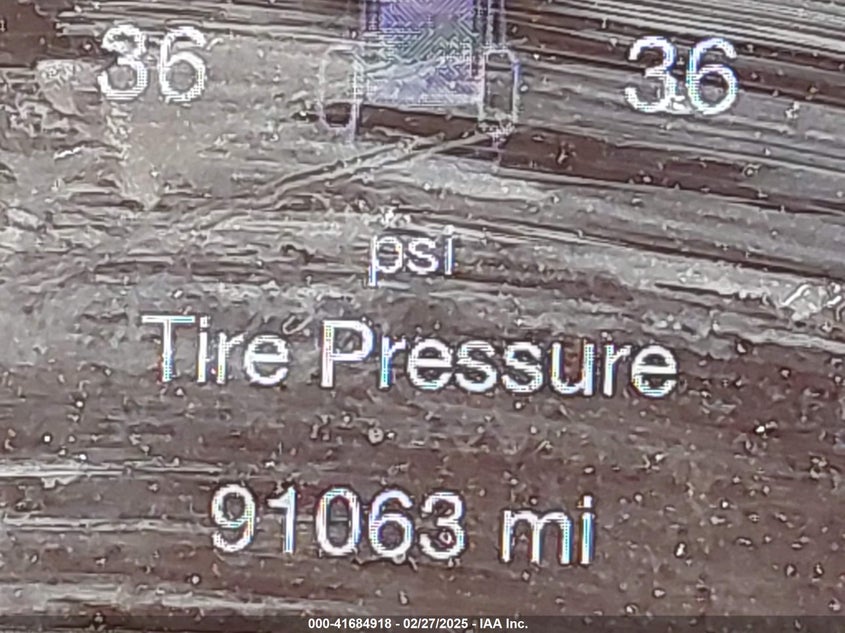 36 36
psi
Tire Pressure
91063 mi
000-41684918 - 02/27/2025 - IAA Inc.